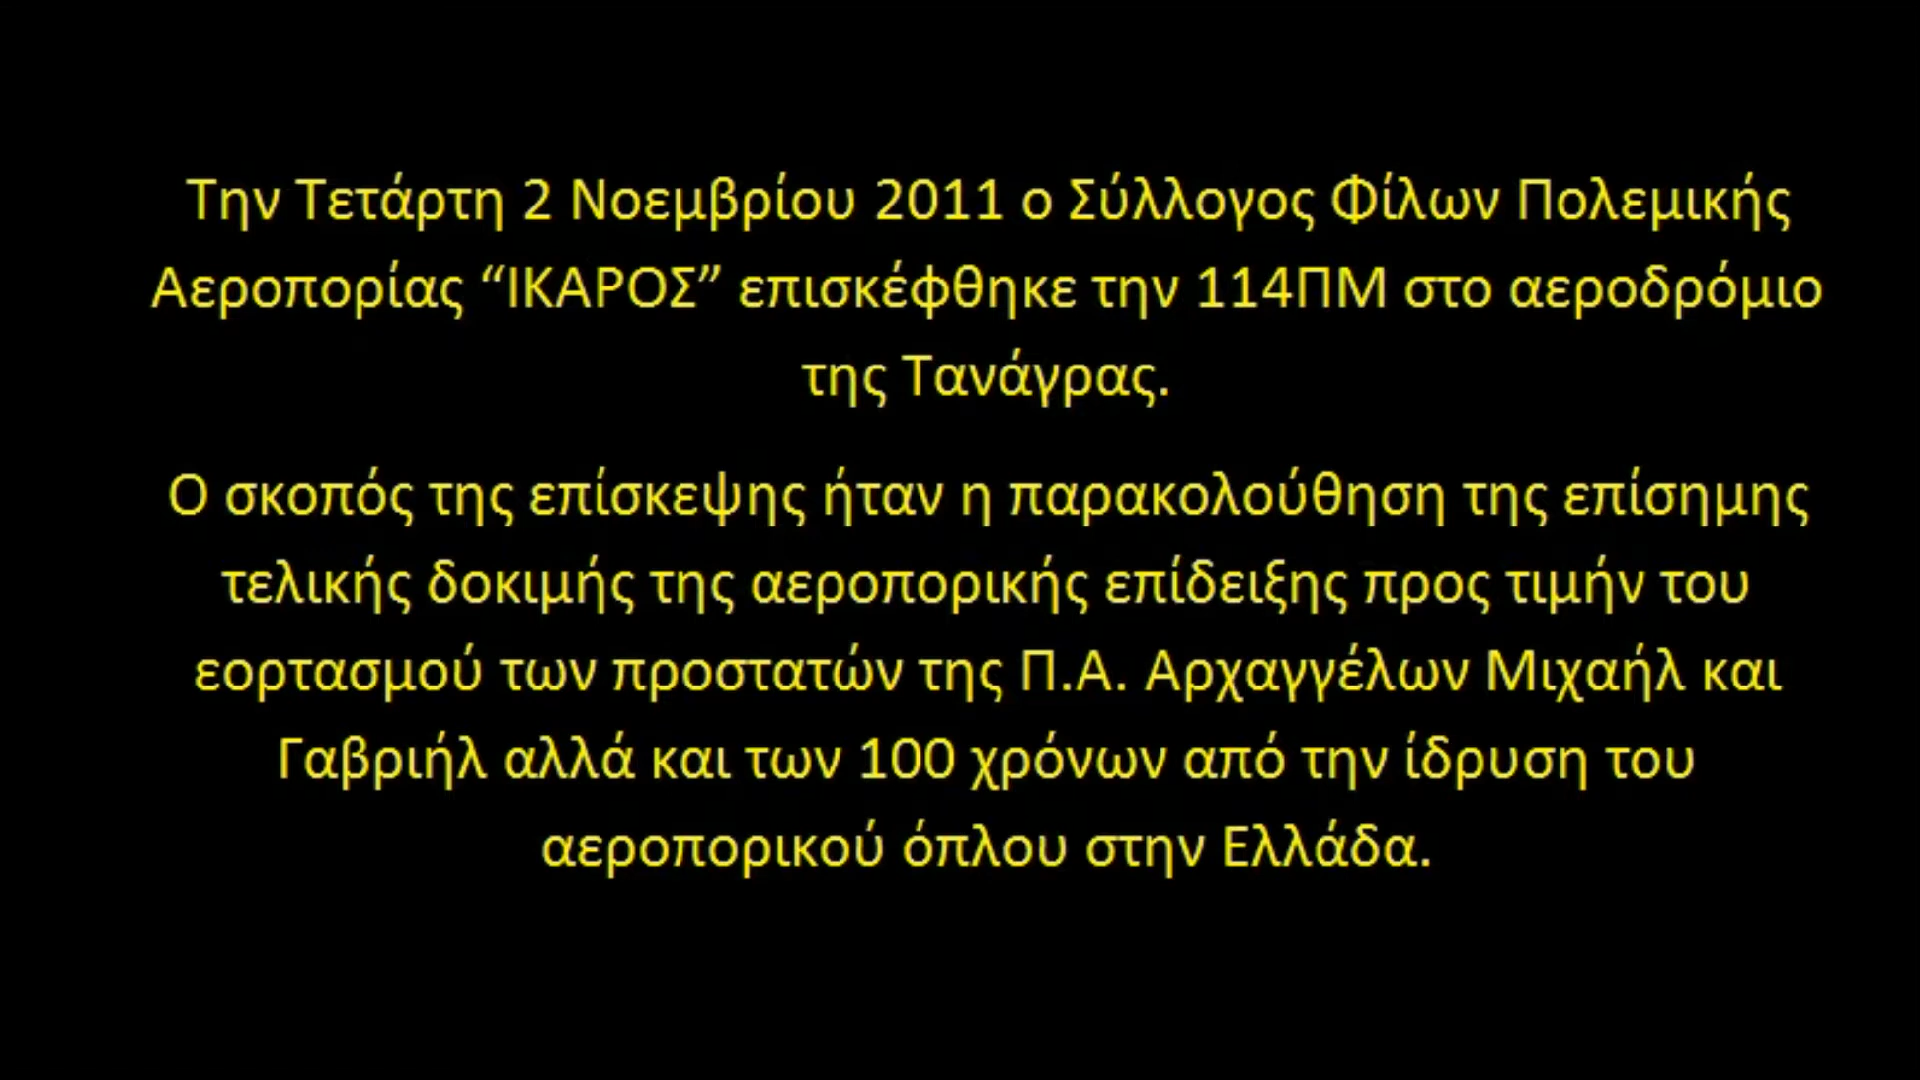 Την Τετάρτη 2 Νοεμβρίου 2011 ο Σύλλογος Φίλων Πολεμικής
Αεροπορίας “ΙΚΑΡΟΣ” επισκέφθηκε την 114ΠΜ στο αεροδρόμιο
της Τανάγρας.
Ο σκοπός της επίσκεψης ήταν η παρακολούθηση της επίσημης
τελικής δοκιμής της αεροπορικής επίδειξης προς τιμήν του
εορτασμού των προστατών της Π.Α. Αρχαγγέλων Μιχαήλ και
Γαβριήλ αλλά και των 100 χρόνων από την ίδρυση του
αεροπορικού όπλου στην Ελλάδα.